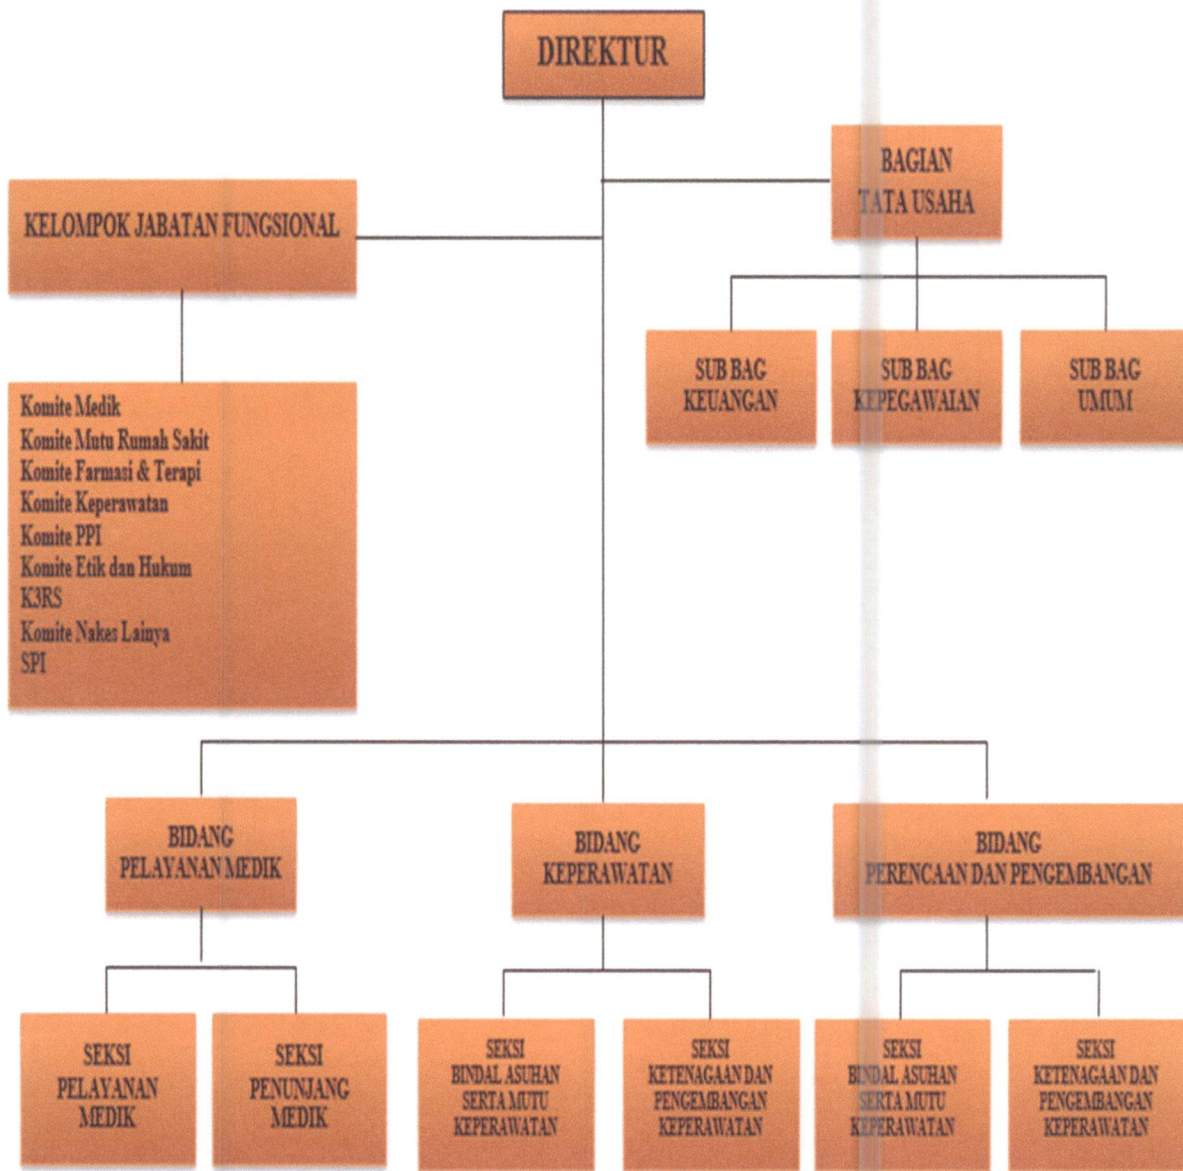 DIREKTUR
BAGIAN
TATA USAHA
KELOMPOK JABATAN FUNGSIONAL
SUB BAG
KEUANGAN
SUB BAG
KEPEGAWAIAN
SUB BAG
UMUM
Komite Medik
Komite Mutu Rumah Sakit
Komite Farmasi & Terapi
Komite Keperawatan
Komite PPI
Komite Etik dan Hukum
K3RS
Komite Nakes Lainya
SPI
BIDANG
PELAYANAN MEDIK
BIDANG
KEPERAWATAN
BIDANG
PERENCAAN DAN PENGEMBANGAN
SEKSI
PELAYANAN
MEDIK
SEKSI
PENUNJANG
MEDIK
SEKSI
BINDAL ASUHAN
SERTA MUTU
KEPERAWATAN
SEKSI
KETENAGAAN DAN
PENGEMBANGAN
KEPERAWATAN
SEKSI
BINDAL ASUHAN
SERTA MUTU
KEPERAWATAN
SEKSI
KETENAGAAN DAN
PENGEMBANGAN
KEPERAWATAN